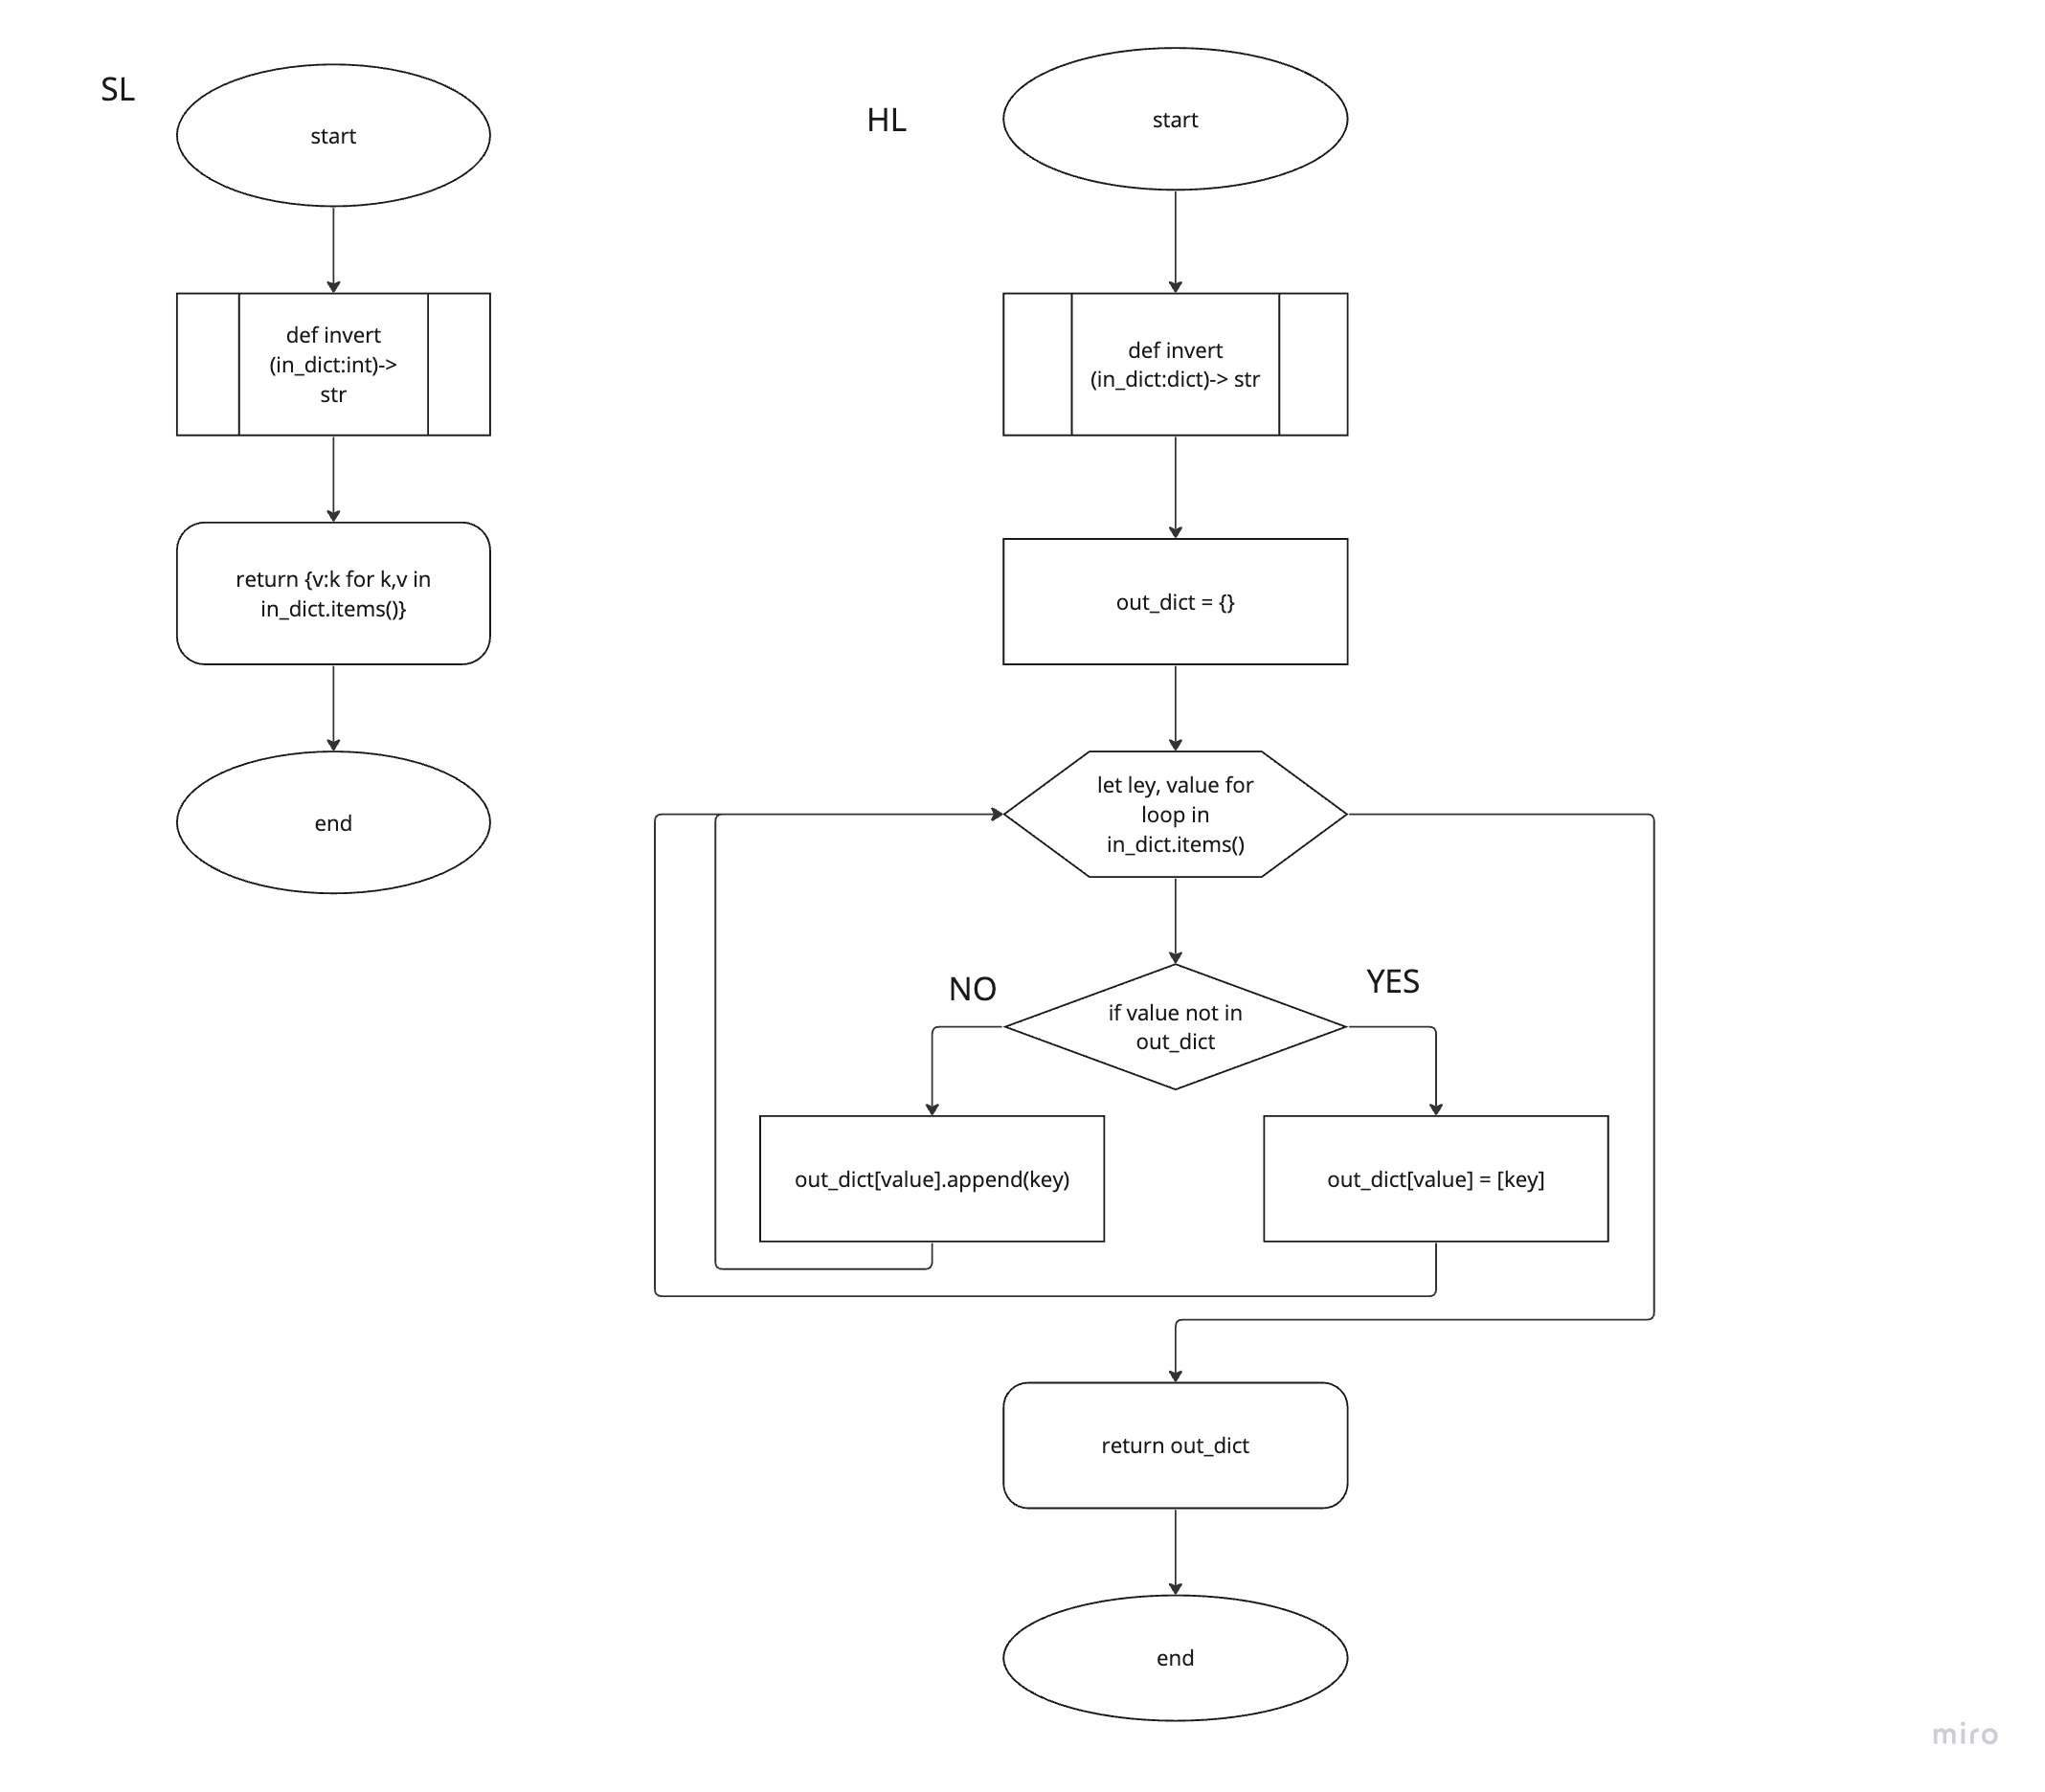 SL
start
def invert
(in_dict:int)->
str
return {v:k for k,v in
in_dict.items()}
end
HL
start
def invert
(in_dict:dict)-> str
out_dict = {}
let ley, value for
loop in
in_dict.items()
NO
YES
if value not in
out_dict
out_dict[value].append(key)
out_dict[value] = [key]
return out_dict
end
miro